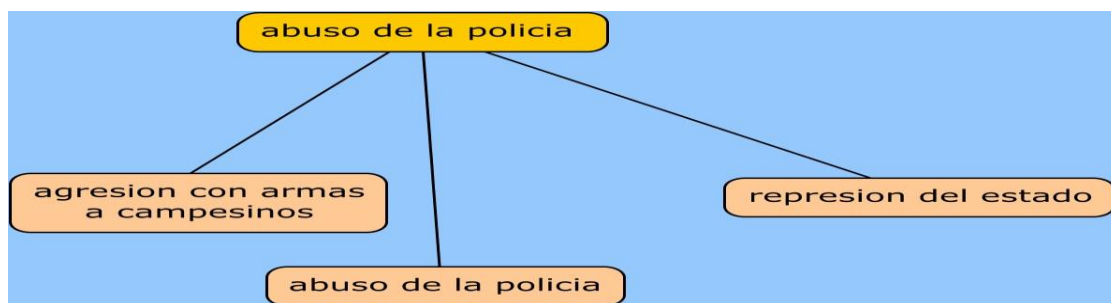 abuso de la policia
agresion con armas
a campesinos
represion del estado
abuso de la policia